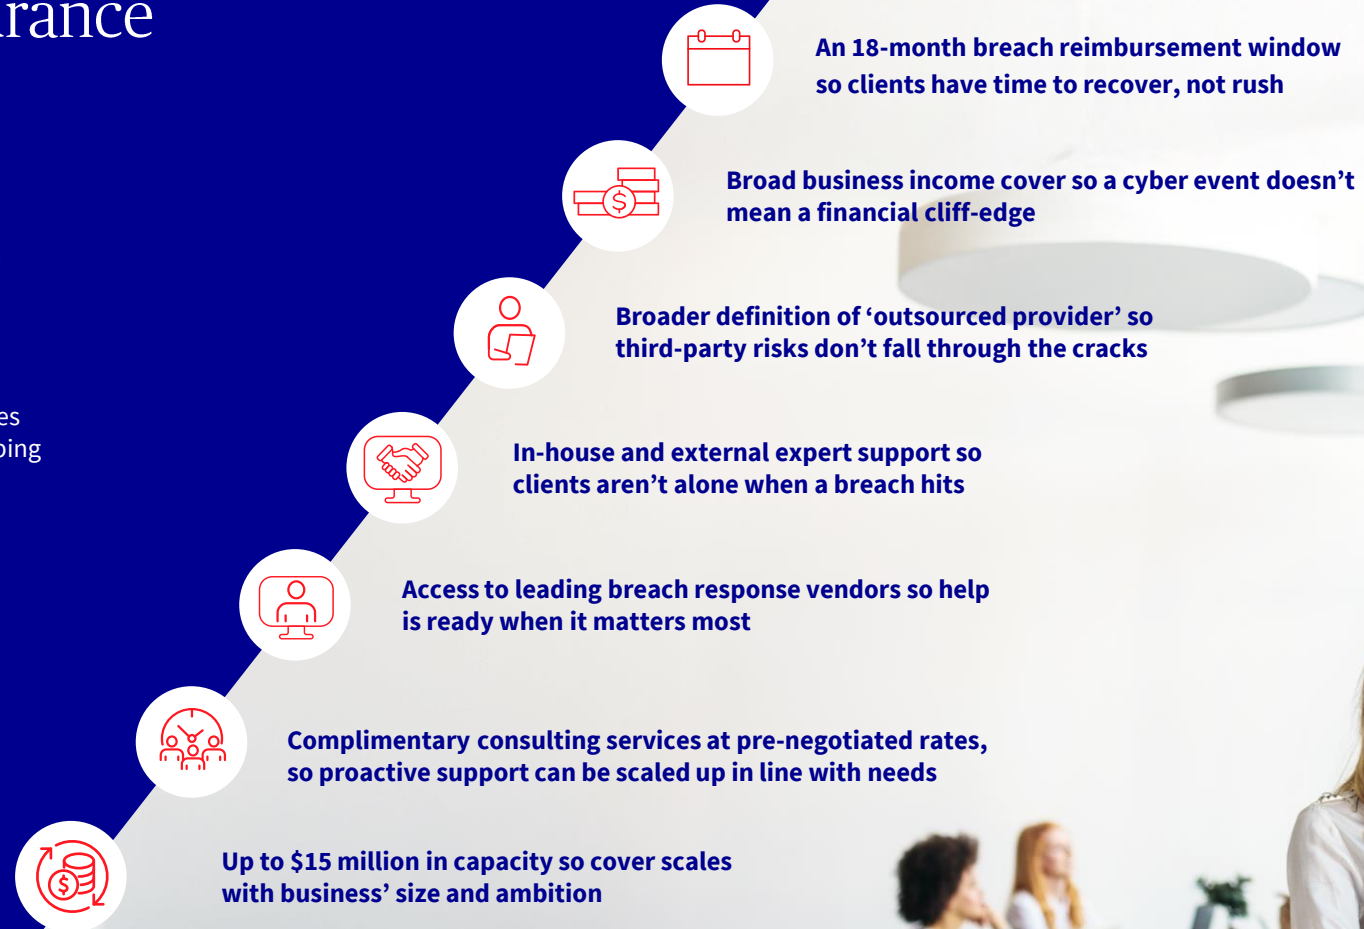 An 18-month breach reimbursement window
so clients have time to recover, not rush
Broad business income cover so a cyber event doesn’t
mean a financial cliff-edge
Broader definition of ‘outsourced provider’ so
third-party risks don’t fall through the cracks
In-house and external expert support so
clients aren’t alone when a breach hits
Access to leading breach response vendors so help
is ready when it matters most
Complimentary consulting services at pre-negotiated rates,
so proactive support can be scaled up in line with needs
Up to $15 million in capacity so cover scales
with business’ size and ambition